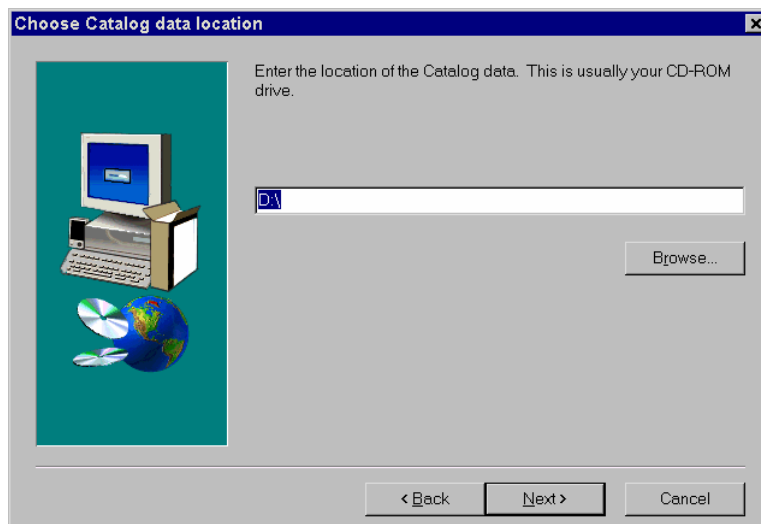 Choose Catalog data location
Enter the location of the Catalog data. This is usually your CD-ROM
drive.
D:\
Browse...
< Back
Next >
Cancel